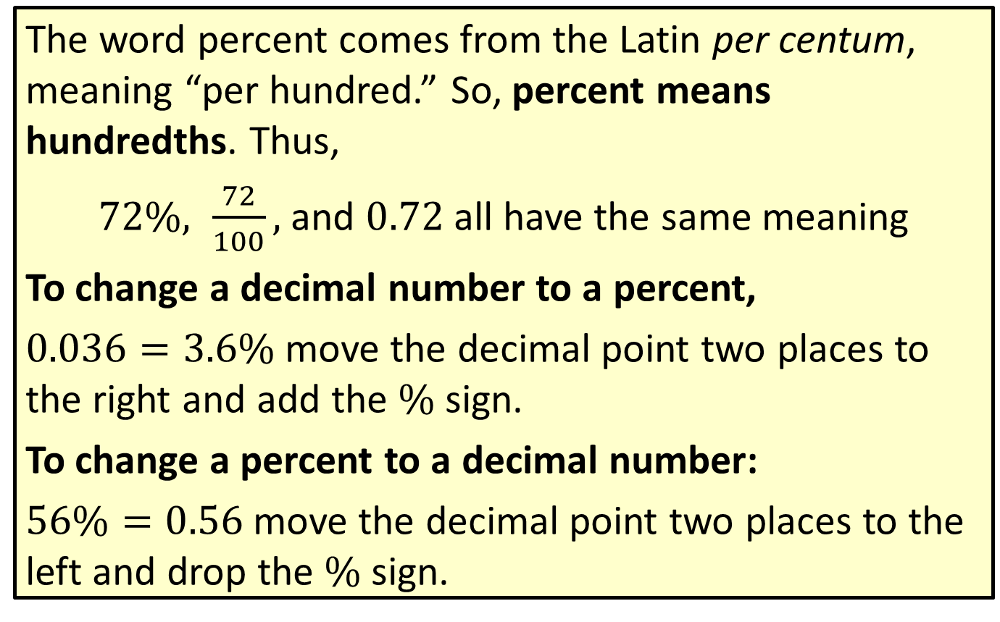 The word percent comes from the Latin per centum,
meaning “per hundred.” So, percent means
hundredths. Thus,
72%, 72/100, and 0.72 all have the same meaning
To change a decimal number to a percent,
0.036 = 3.6% move the decimal point two places to
the right and add the % sign.
To change a percent to a decimal number:
56% = 0.56 move the decimal point two places to the
left and drop the % sign.